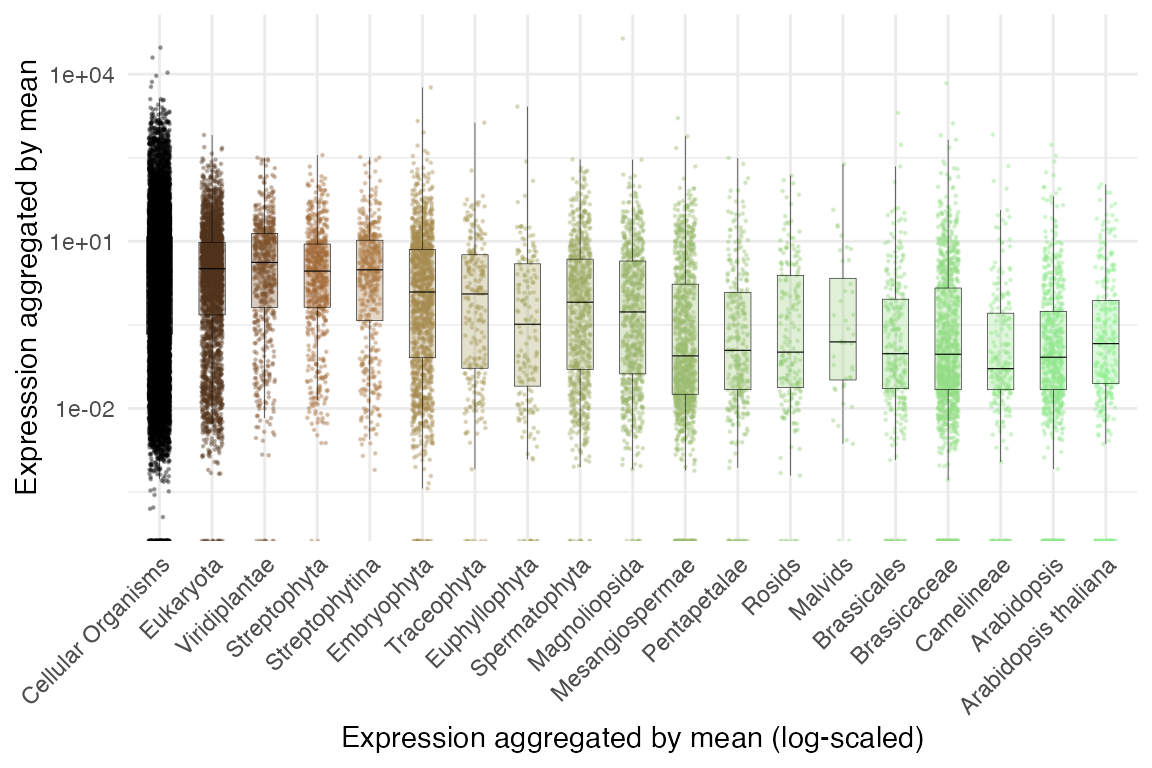 Expression aggregated by mean
1e+04
1e+01
1e-02
Cellular Organisms
Eukaryota
Viridiplantae
Streptophyta
Streptophytina
Embryophyta
Traceophyta
Euphyllophyta
Spermatophyta
Magnoliopsida
Mesangiospermae
Pentapetalae
Rosids
Malvids
Brassicales
Brassicaceae
Camelineae
Arabidopsis
Arabidopsis thaliana
Expression aggregated by mean (log-scaled)